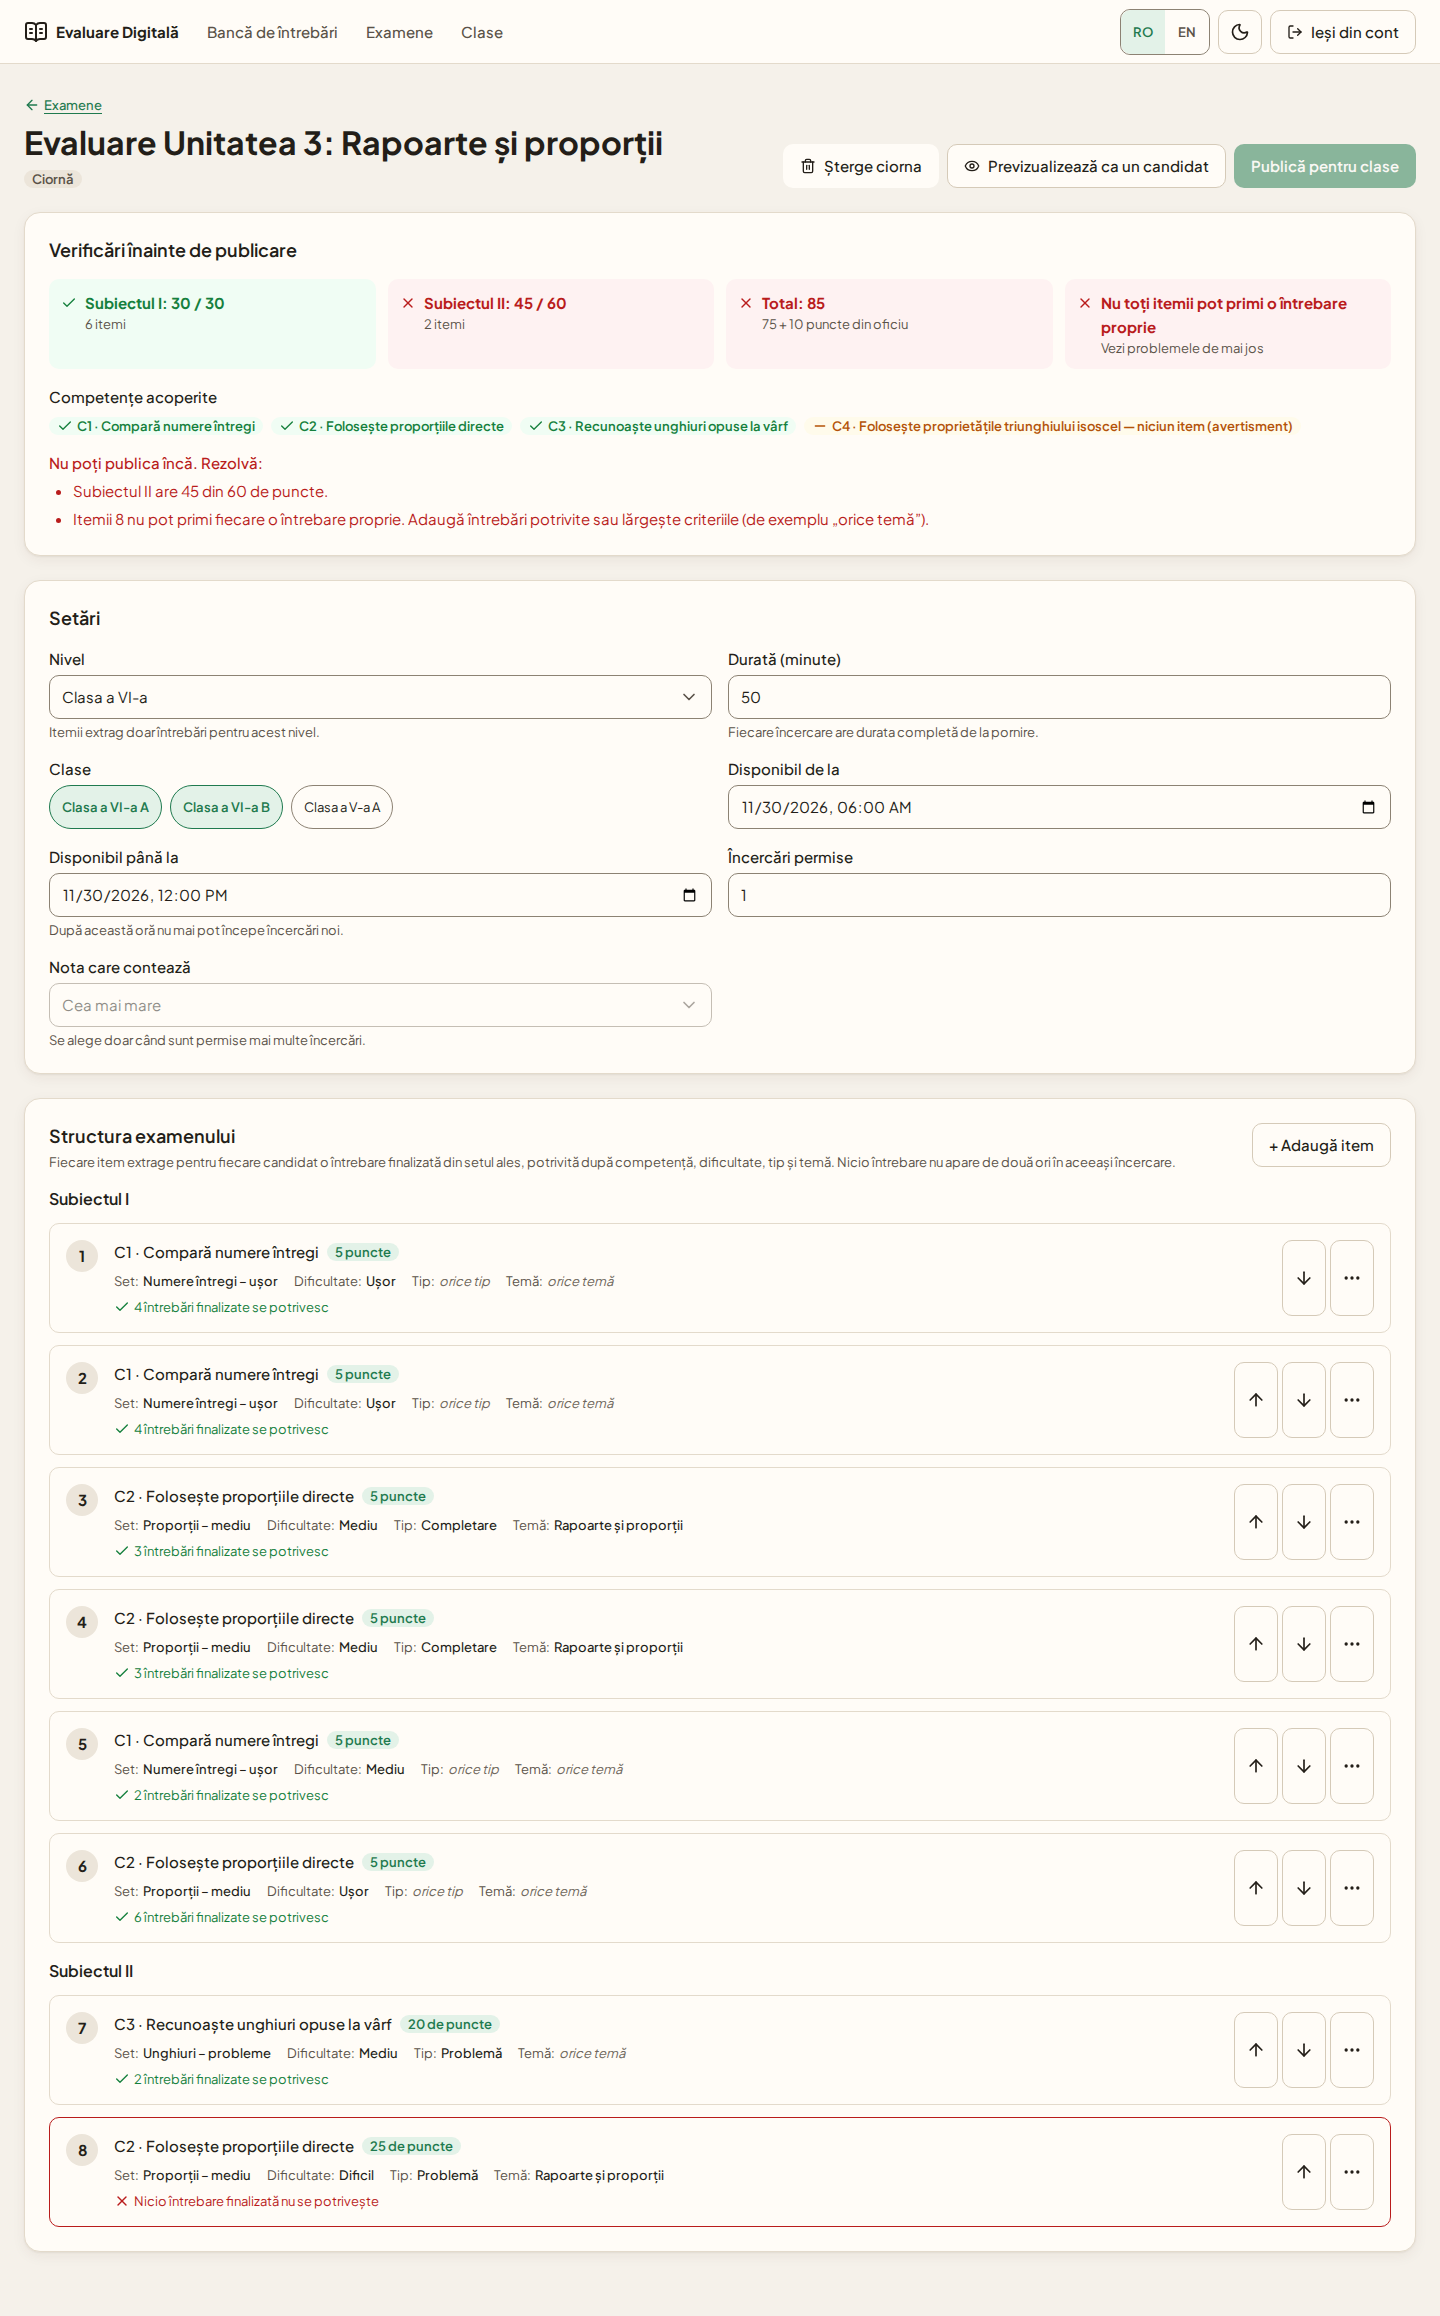 Evaluare Digitală
Bancă de întrebări
Examene
Clase
RO
EN
Ieși din cont
Examene
Evaluare Unitatea 3: Rapoarte și proporții
Ciornă
Șterge ciorna
Previzualizează ca un candidat
Publică pentru clase
Verificări înainte de publicare
Subiectul I: 30 / 30
6 itemi
Subiectul II: 45 / 60
2 itemi
Total: 85
75 + 10 puncte din oficiu
Nu toți itemii pot primi o întrebare
proprie
Vezi problemele de mai jos
Competențe acoperite
C1 · Compară numere întregi
C2 · Folosește proporțiile directe
C3 · Recunoaște unghiuri opuse la vârf
C4 · Folosește proprietățile triunghiului isoscel — niciun item (avertisment)
Nu poți publica încă. Rezolvă:
• Subiectul II are 45 din 60 de puncte.
• Itemii 8 nu pot primi fiecare o întrebare proprie. Adaugă întrebări potrivite sau lărgește criteriile (de exemplu „orice temă”).
Setări
Nivel
Clasa a VI-a
Itemii extrag doar întrebări pentru acest nivel.
Durată (minute)
50
Fiecare încercare are durata completă de la pornire.
Clase
Clasa a VI-a A
Clasa a VI-a B
Clasa a V-a A
Disponibil de la
11/30/2026, 06:00 AM
Disponibil până la
11/30/2026, 12:00 PM
După această oră nu mai pot începe încercări noi.
Încercări permise
1
Nota care contează
Cea mai mare
Se alege doar când sunt permise mai multe încercări.
Structura examenului
Fiecare item extrage pentru fiecare candidat o întrebare finalizată din setul ales, potrivită după competență, dificultate, tip și temă. Nicio întrebare nu apare de două ori în aceeași încercare.
+ Adaugă item
Subiectul I
1
C1 · Compară numere întregi 5 puncte
Set: Numere întregi – ușor Dificultate: Ușor Tip: orice tip Temă: orice temă
4 întrebări finalizate se potrivesc
2
C1 · Compară numere întregi 5 puncte
Set: Numere întregi – ușor Dificultate: Ușor Tip: orice tip Temă: orice temă
4 întrebări finalizate se potrivesc
3
C2 · Folosește proporțiile directe 5 puncte
Set: Proporții – mediu Dificultate: Mediu Tip: Completare Temă: Rapoarte și proporții
3 întrebări finalizate se potrivesc
4
C2 · Folosește proporțiile directe 5 puncte
Set: Proporții – mediu Dificultate: Mediu Tip: Completare Temă: Rapoarte și proporții
3 întrebări finalizate se potrivesc
5
C1 · Compară numere întregi 5 puncte
Set: Numere întregi – ușor Dificultate: Mediu Tip: orice tip Temă: orice temă
2 întrebări finalizate se potrivesc
6
C2 · Folosește proporțiile directe 5 puncte
Set: Proporții – mediu Dificultate: Ușor Tip: orice tip Temă: orice temă
6 întrebări finalizate se potrivesc
Subiectul II
7
C3 · Recunoaște unghiuri opuse la vârf 20 de puncte
Set: Unghiuri – probleme Dificultate: Mediu Tip: Problemă Temă: orice temă
2 întrebări finalizate se potrivesc
8
C2 · Folosește proporțiile directe 25 de puncte
Set: Proporții – mediu Dificultate: Dificil Tip: Problemă Temă: Rapoarte și proporții
Nicio întrebare finalizată nu se potrivește